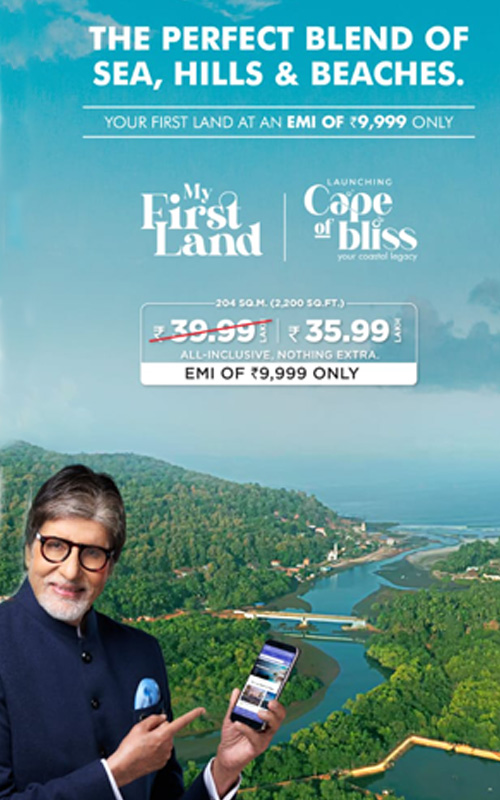 THE PERFECT BLEND OF
SEA, HILLS & BEACHES.
YOUR FIRST LAND AT AN EMI OF ₹9,999 ONLY
My
First
Land
LAUNCHING
Cape
of bliss
your coastal legacy
204 SQ.M. (2,200 SQ.FT.)
₹ 39.99 LAKH ₹ 35.99 LAKH
ALL-INCLUSIVE, NOTHING EXTRA.
EMI OF ₹9,999 ONLY